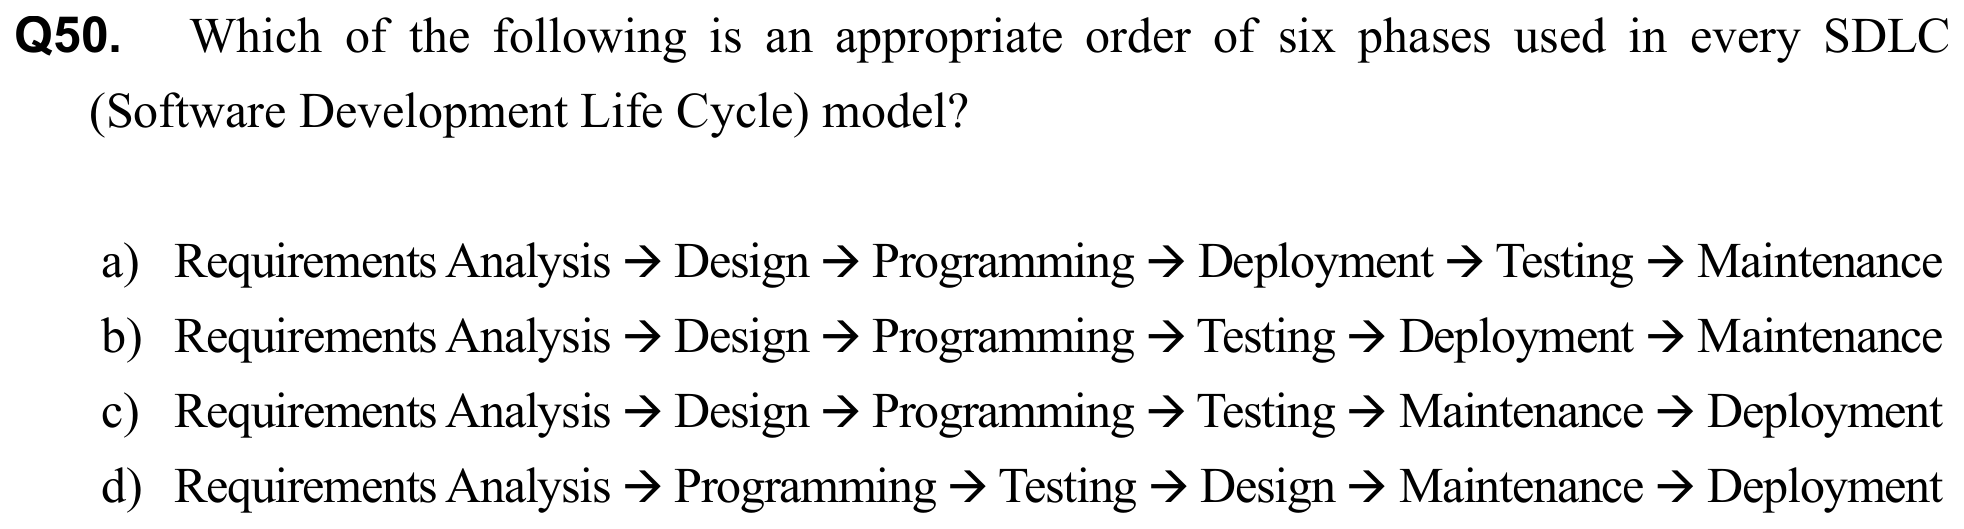 Q50. Which of the following is an appropriate order of six phases used in every SDLC
(Software Development Life Cycle) model?
a) Requirements Analysis → Design → Programming → Deployment → Testing → Maintenance
b) Requirements Analysis → Design → Programming → Testing → Deployment → Maintenance
c) Requirements Analysis → Design → Programming → Testing → Maintenance → Deployment
d) Requirements Analysis → Programming → Testing → Design → Maintenance → Deployment